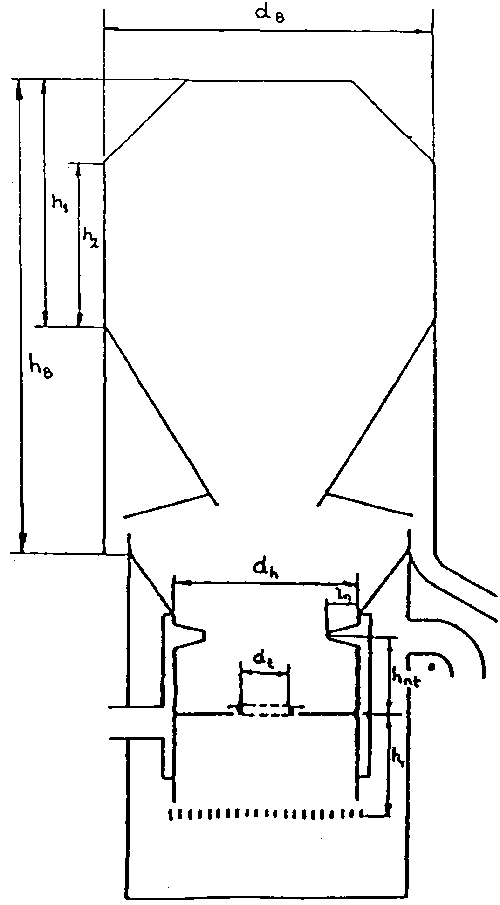 d_B
h_1
h_2
h_B
d_h
l_n
d_t
h_nt
h_r